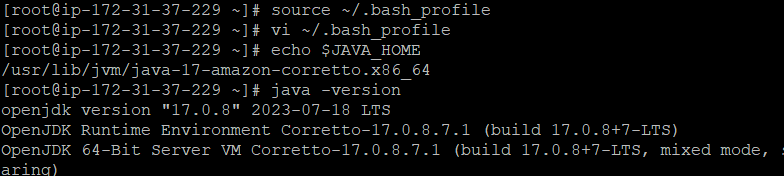 [root@ip-172-31-37-229 ~]# source ~/.bash_profile
[root@ip-172-31-37-229 ~]# vi ~/.bash_profile
[root@ip-172-31-37-229 ~]# echo $JAVA_HOME
/usr/lib/jvm/java-17-amazon-corretto.x86_64
[root@ip-172-31-37-229 ~]# java -version
openjdk version "17.0.8" 2023-07-18 LTS
OpenJDK Runtime Environment Corretto-17.0.8.7.1 (build 17.0.8+7-LTS)
OpenJDK 64-Bit Server VM Corretto-17.0.8.7.1 (build 17.0.8+7-LTS, mixed mode,
aring)